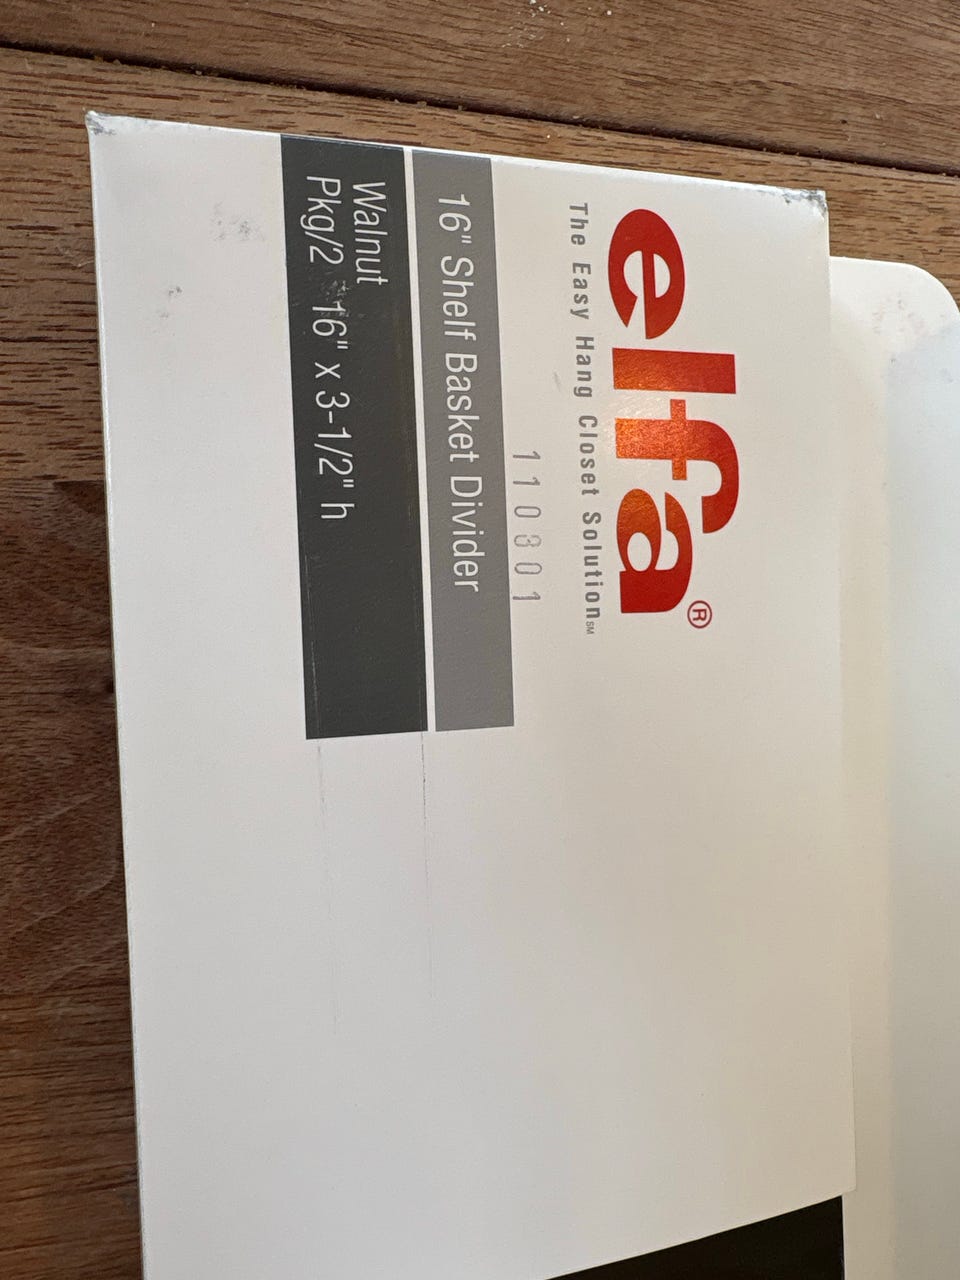 elfa®
The Easy Hang Closet Solution℠
110301
16" Shelf Basket Divider
Walnut
Pkg/2 16" x 3-1/2" h